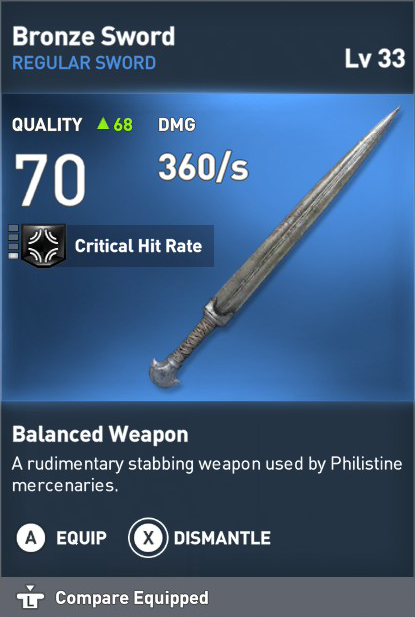 Bronze Sword
REGULAR SWORD
Lv 33
QUALITY ▲68 DMG
70 360/s
Critical Hit Rate
Balanced Weapon
A rudimentary stabbing weapon used by Philistine
mercenaries.
A EQUIP X DISMANTLE
L Compare Equipped